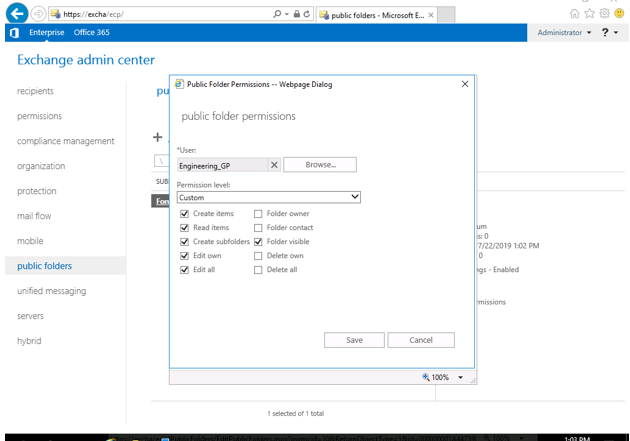 https://excha/ecp/
public folders - Microsoft E...
Enterprise Office 365
Administrator ?
Exchange admin center
recipients
permissions
compliance management
organization
protection
mail flow
mobile
public folders
unified messaging
servers
hybrid
pu
\
SUB
Public Folder Permissions -- Webpage Dialog
public folder permissions
*User:
Engineering_GP
Browse...
Permission level:
Custom
Create items Folder owner
Read items Folder contact
Create subfolders Folder visible
Edit own Delete own
Edit all Delete all
Save Cancel
100%
um
s: 0
7/22/2019 1:02 PM
0
ngs - Enabled
rmissions
1 selected of 1 total
1:03 PM